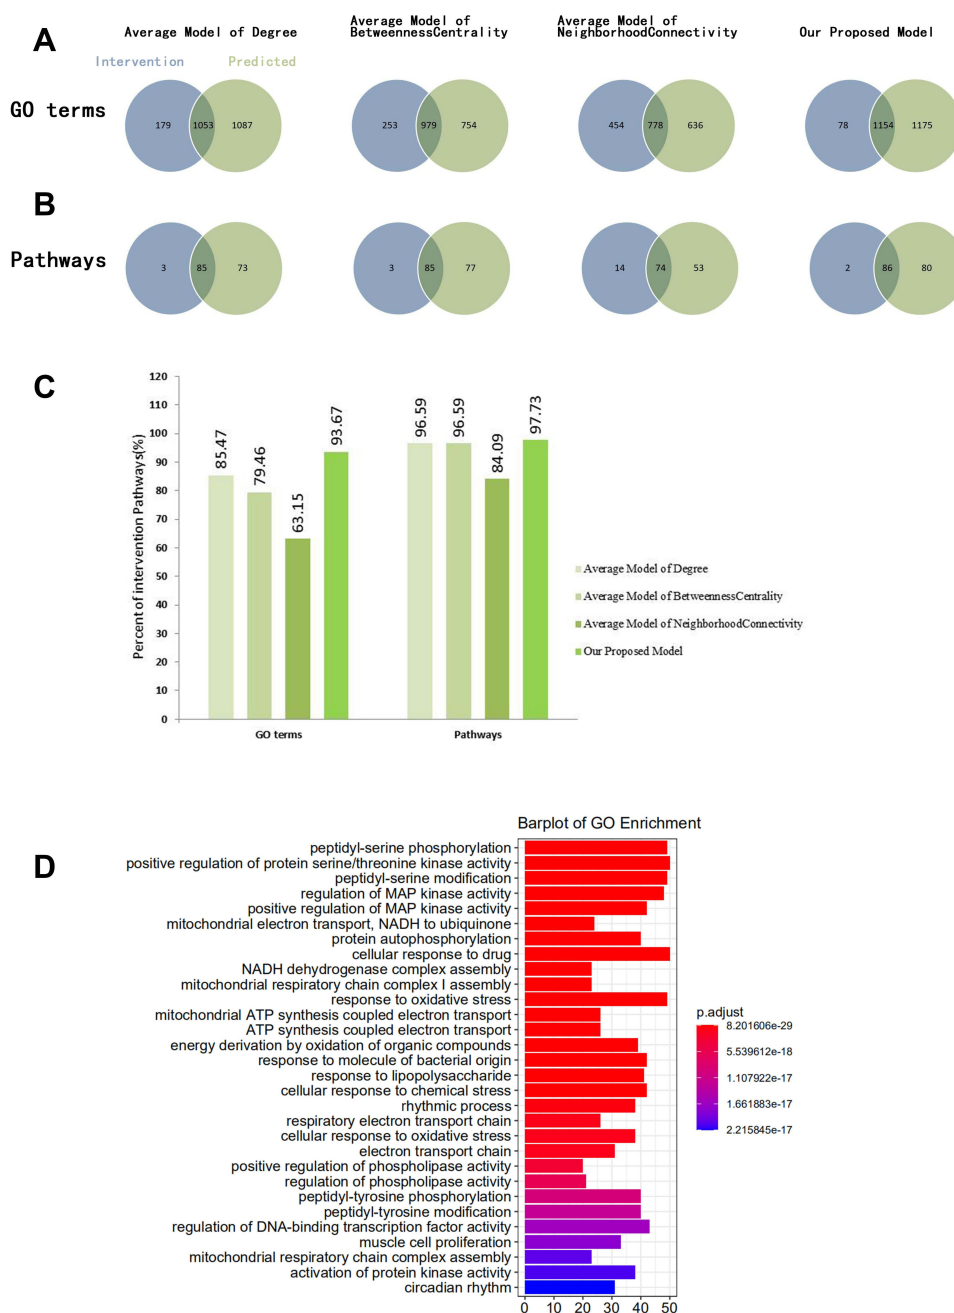 A
Average Model of Degree
Average Model of
BetweennessCentrality
Average Model of
NeighborhoodConnectivity
Our Proposed Model
Intervention
Predicted
GO terms
179 1053 1087
253 979 754
454 778 636
78 1154 1175
B
Pathways
3 85 73
3 85 77
14 74 53
2 86 80
C
Percent of intervention Pathways(%)
120
110
100
90
80
70
60
50
40
30
20
10
0
85.47
79.46
63.15
93.67
96.59
96.59
84.09
97.73
GO terms
Pathways
Average Model of Degree
Average Model of BetweennessCentrality
Average Model of NeighborhoodConnectivity
Our Proposed Model
D
Barplot of GO Enrichment
peptidyl-serine phosphorylation
positive regulation of protein serine/threonine kinase activity
peptidyl-serine modification
regulation of MAP kinase activity
positive regulation of MAP kinase activity
mitochondrial electron transport, NADH to ubiquinone
protein autophosphorylation
cellular response to drug
NADH dehydrogenase complex assembly
mitochondrial respiratory chain complex I assembly
response to oxidative stress
mitochondrial ATP synthesis coupled electron transport
ATP synthesis coupled electron transport
energy derivation by oxidation of organic compounds
response to molecule of bacterial origin
response to lipopolysaccharide
cellular response to chemical stress
rhythmic process
respiratory electron transport chain
cellular response to oxidative stress
electron transport chain
positive regulation of phospholipase activity
regulation of phospholipase activity
peptidyl-tyrosine phosphorylation
peptidyl-tyrosine modification
regulation of DNA-binding transcription factor activity
muscle cell proliferation
mitochondrial respiratory chain complex assembly
activation of protein kinase activity
circadian rhythm
0 10 20 30 40 50
p.adjust
8.201606e-29
5.539612e-18
1.107922e-17
1.661883e-17
2.215845e-17